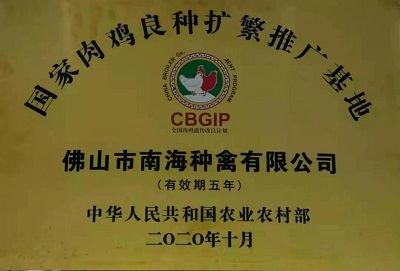 国家肉鸡良种扩繁推广基地
CBGIP
全国肉鸡遗传改良计划
佛山市南海种禽有限公司
(有效期五年)
中华人民共和国农业农村部
二〇二〇年十月